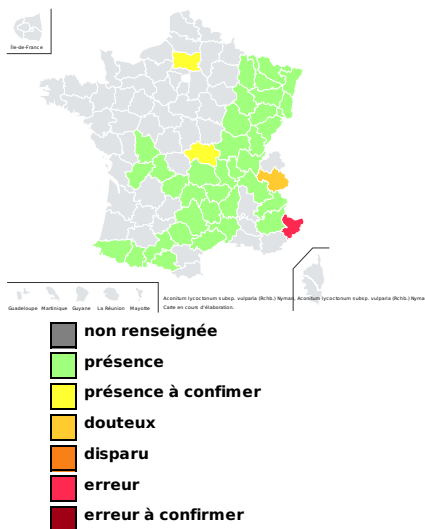 Île-de-France
Guadeloupe Martinique Guyane La Réunion Mayotte
Aconitum lycoctonum subsp. vulparia (Rchb.) Nyman, Aconitum lycoctonum subsp. vulparia (Rchb.) Nyma
Carte en cours d'élaboration.
non renseignée
présence
présence à confimer
douteux
disparu
erreur
erreur à confirmer